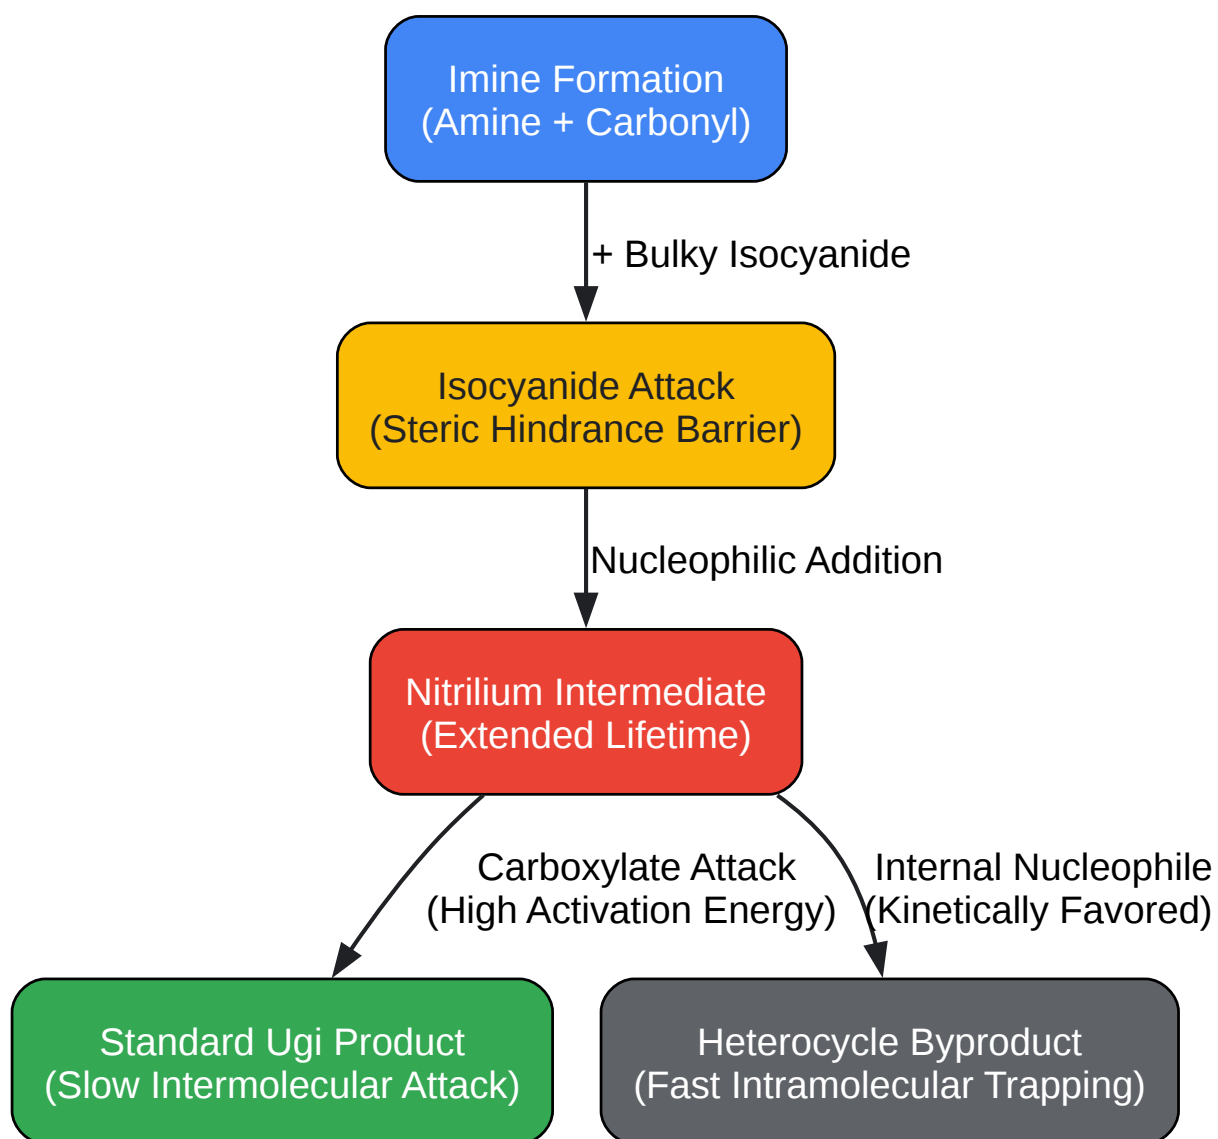 Imine Formation
(Amine + Carbonyl)
+ Bulky Isocyanide
Isocyanide Attack
(Steric Hindrance Barrier)
Nucleophilic Addition
Nitrilium Intermediate
(Extended Lifetime)
Carboxylate Attack
(High Activation Energy)
Internal Nucleophile
(Kinetically Favored)
Standard Ugi Product
(Slow Intermolecular Attack)
Heterocycle Byproduct
(Fast Intramolecular Trapping)